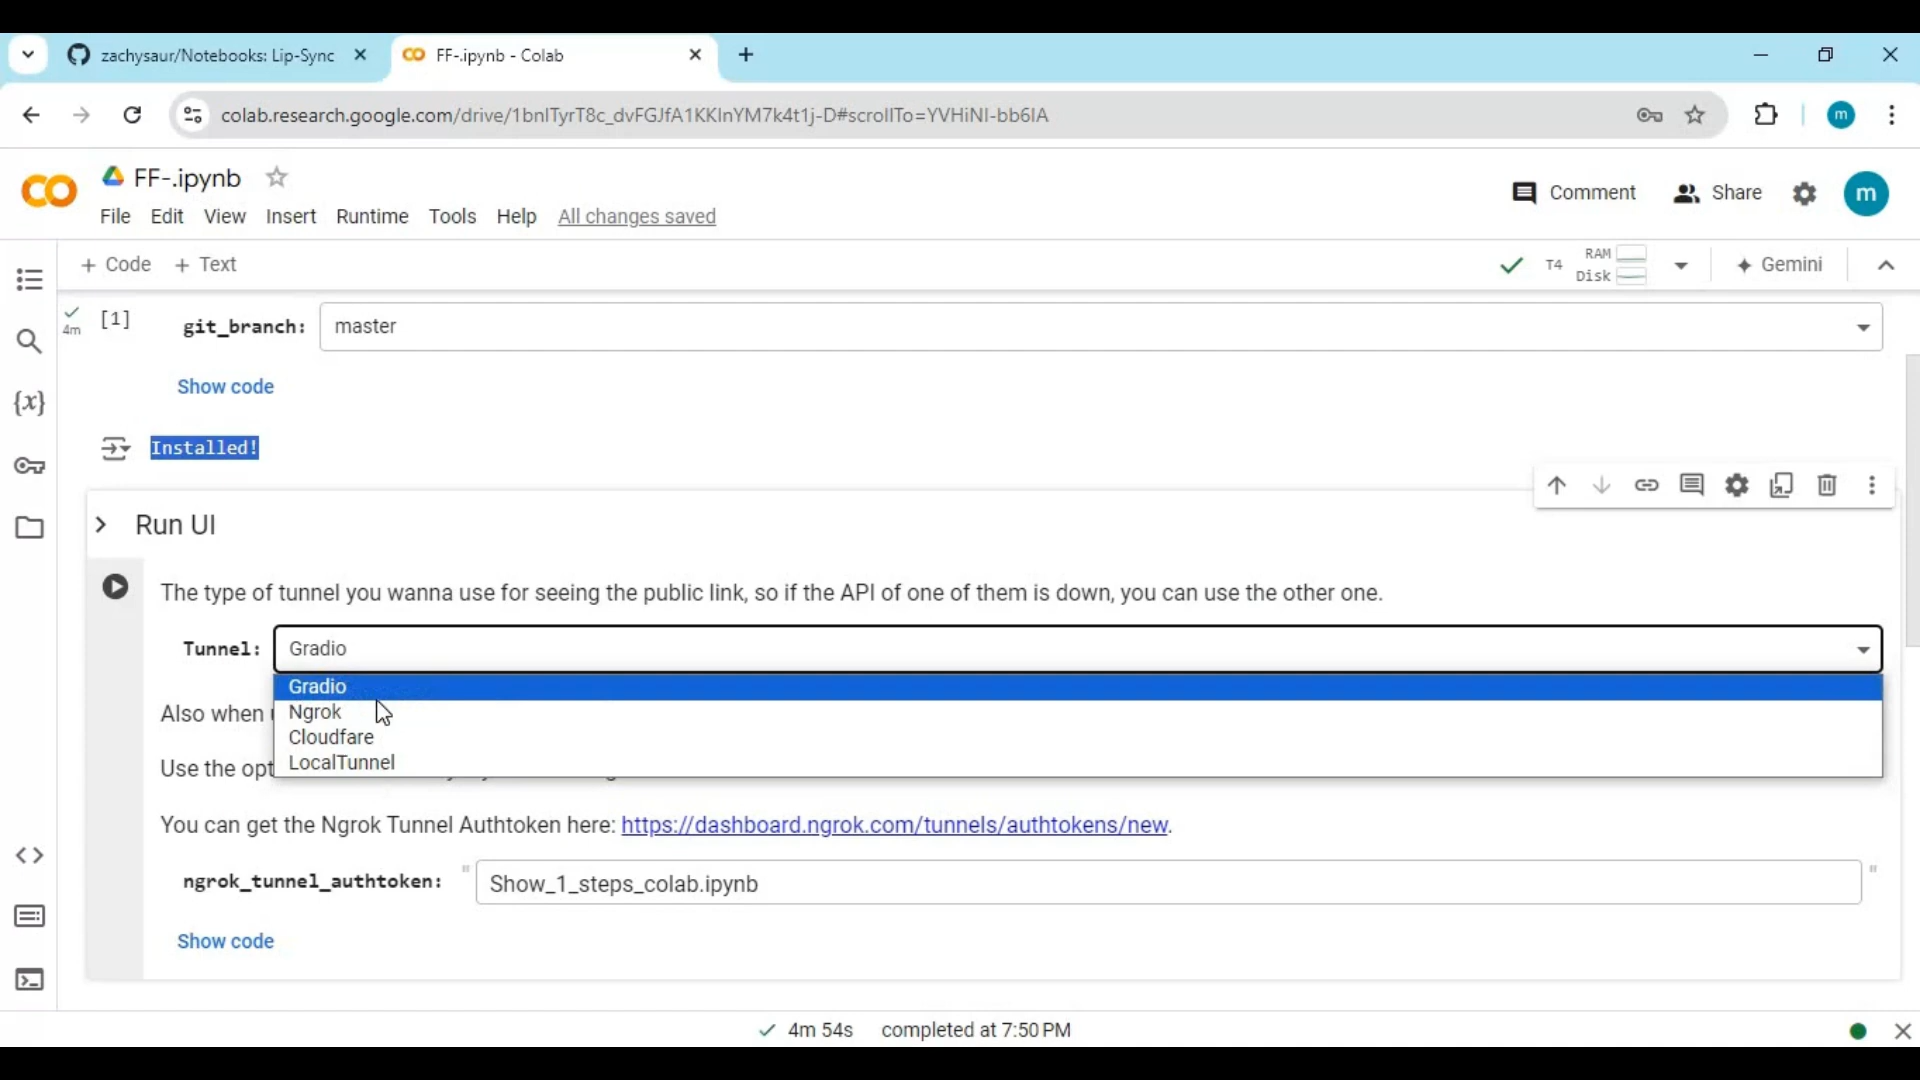 zachysaur/Notebooks: Lip-Sync
FF-.ipynb - Colab
colab.research.google.com/drive/1bnlTyrT8c_dvFGJfA1KKlnYM7k4t1j-D#scrollTo=YVHiNI-bb6IA
m
FF-.ipynb
Comment
Share
m
File Edit View Insert Runtime Tools Help All changes saved
+ Code + Text
T4
RAM
Disk
Gemini
4m
[1]
git_branch: master
Show code
Installed!
Run UI
The type of tunnel you wanna use for seeing the public link, so if the API of one of them is down, you can use the other one.
Tunnel: Gradio
Gradio
Also when
Ngrok
Cloudfare
Use the opt
LocalTunnel
You can get the Ngrok Tunnel Authtoken here: https://dashboard.ngrok.com/tunnels/authtokens/new.
ngrok_tunnel_authtoken: " Show_1_steps_colab.ipynb "
Show code
4m 54s completed at 7:50 PM